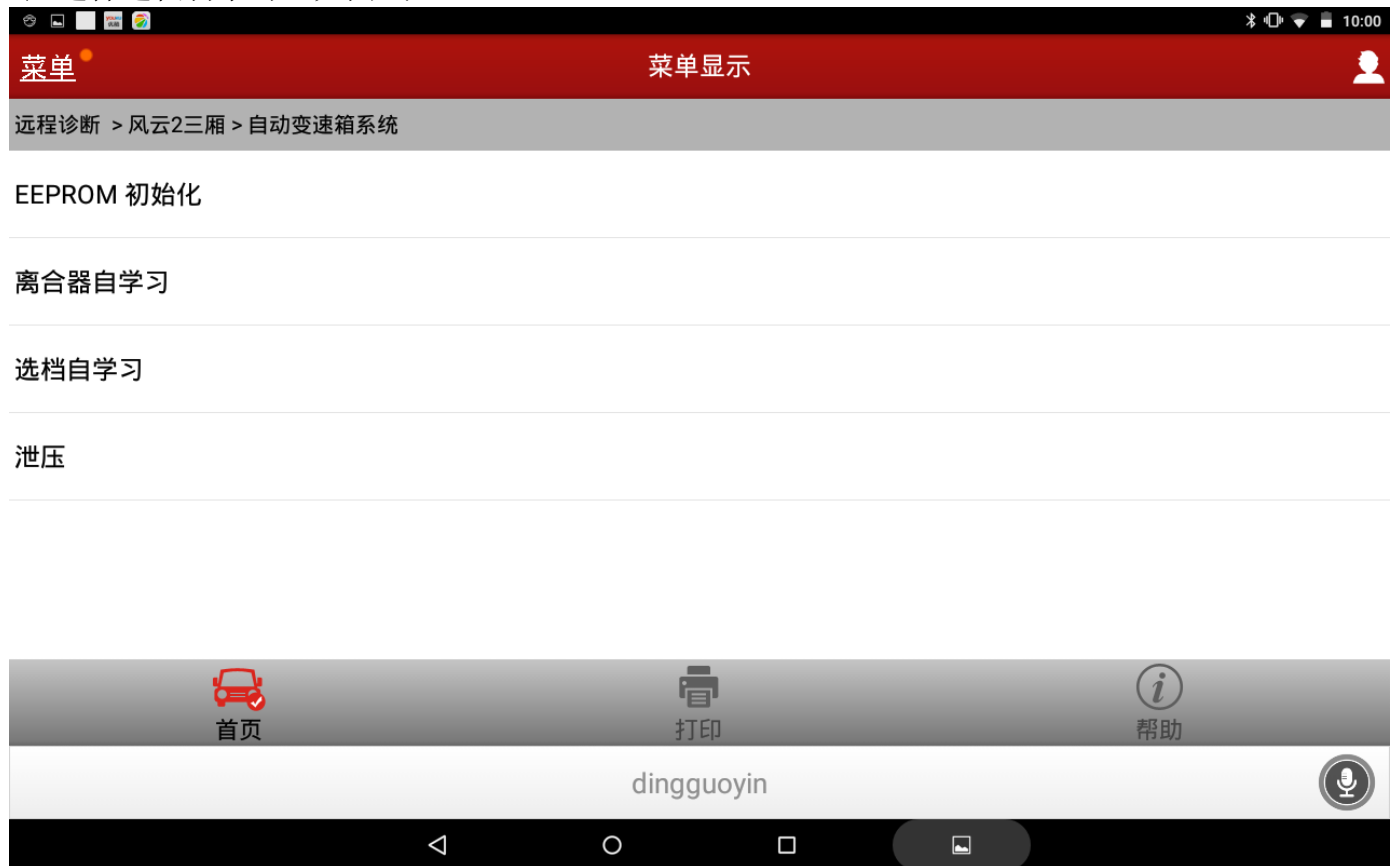 10:00
菜单
菜单显示
远程诊断 > 风云2三厢 > 自动变速箱系统
EEPROM 初始化
离合器自学习
选档自学习
泄压
首页
打印
帮助
dingguoyin